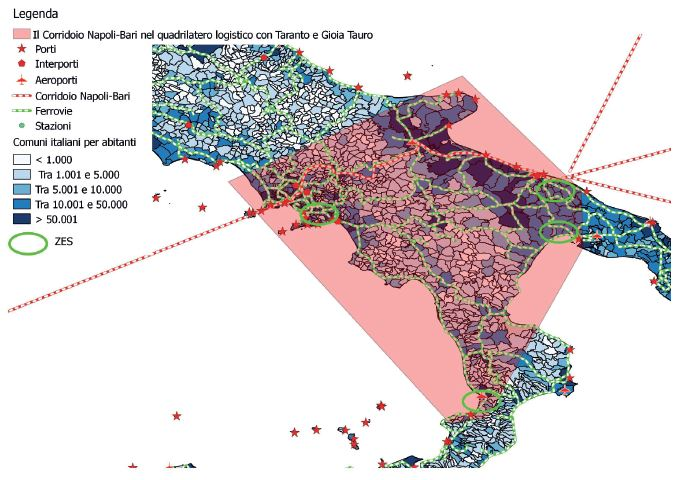 Legenda
Il Corridoio Napoli-Bari nel quadrilatero logistico con Taranto e Gioia Tauro
Porti
Interporti
Aeroporti
Corridoio Napoli-Bari
Ferrovie
Stazioni
Comuni italiani per abitanti
< 1.000
Tra 1.001 e 5.000
Tra 5.001 e 10.000
Tra 10.001 e 50.000
> 50.001
ZES